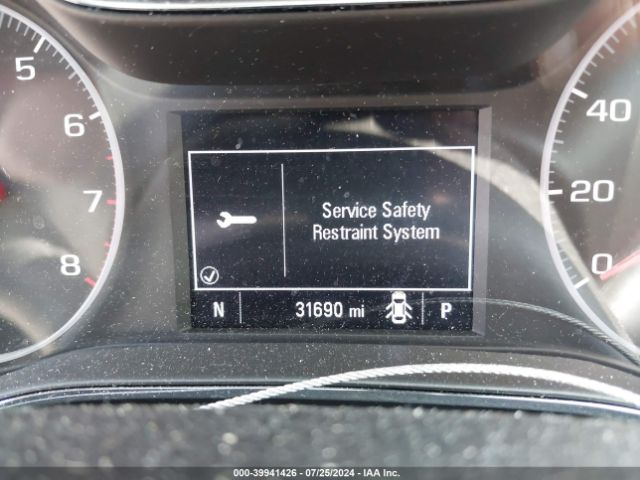 5
6
7
8
Service Safety
Restraint System
N
31690 mi
P
40
20
0
000-39941426 - 07/25/2024 - IAA Inc.